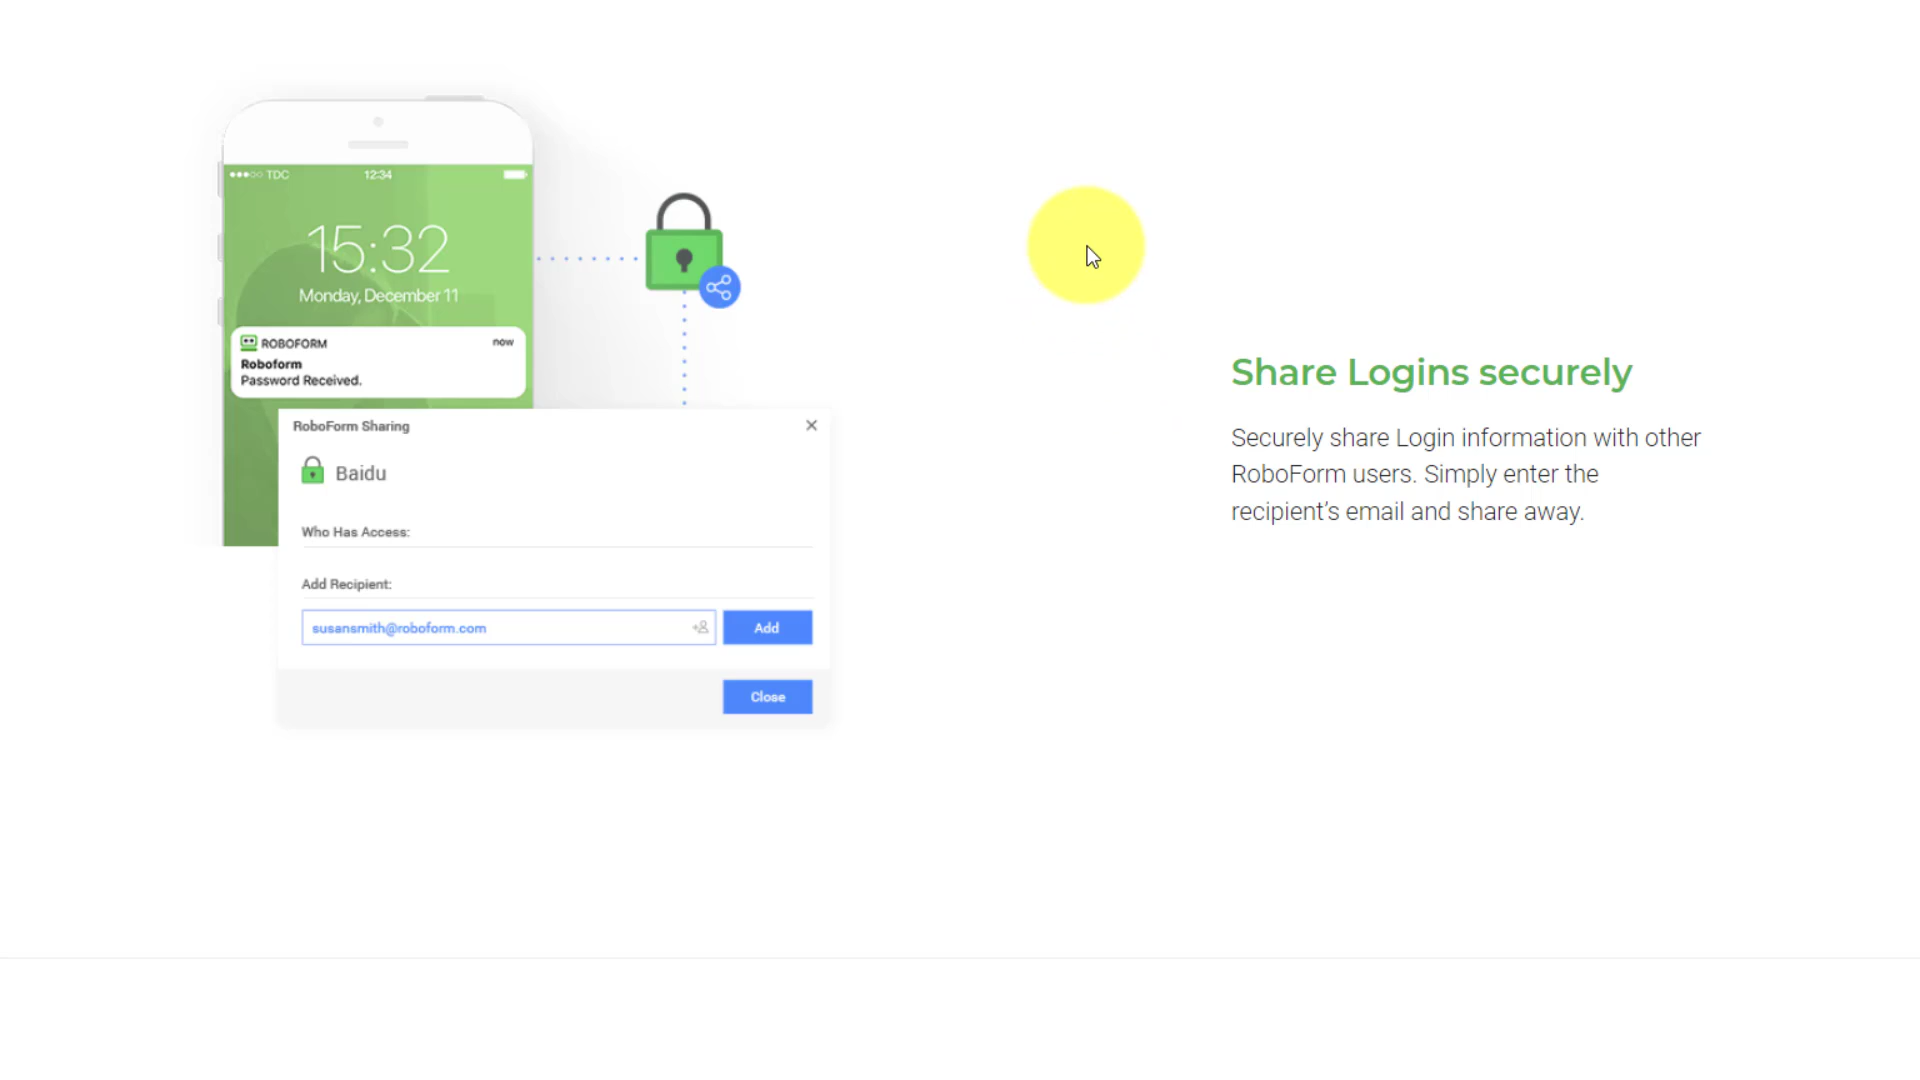 TDC 12:34
15:32
Monday, December 11
ROBOFORM now
Roboform
Password Received.
RoboForm Sharing
Baidu
Who Has Access:
Add Recipient:
susansmith@roboform.com Add
Close
Share Logins securely
Securely share Login information with other
RoboForm users. Simply enter the
recipient’s email and share away.